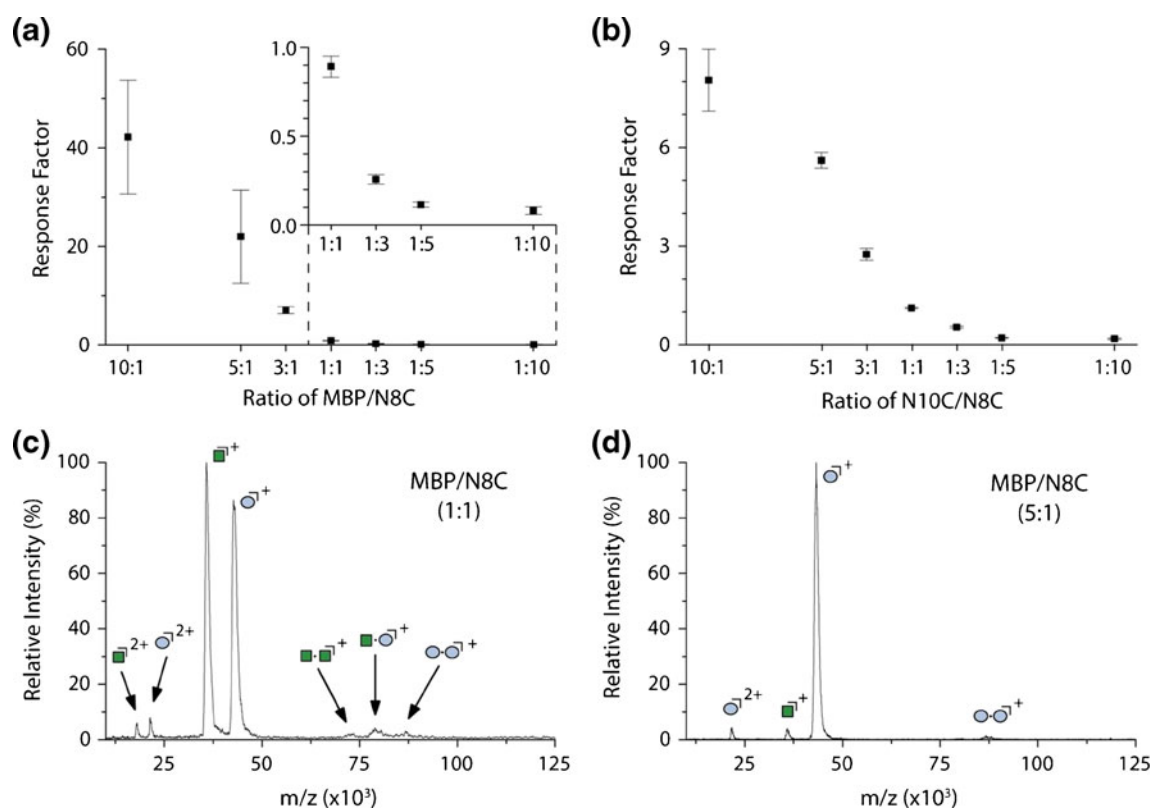 (a)
60
40
20
0
Response Factor
10:1 5:1 3:1 1:1 1:3 1:5 1:10
Ratio of MBP/N8C
1.0
0.5
0.0
1:1 1:3 1:5 1:10
(b)
9
6
3
0
Response Factor
10:1 5:1 3:1 1:1 1:3 1:5 1:10
Ratio of N10C/N8C
(c)
100
80
60
40
20
0
Relative Intensity (%)
MBP/N8C
(1:1)
+
+
2+
2+
+
+
+
25 50 75 100 125
m/z (x10³)
(d)
100
80
60
40
20
0
Relative Intensity (%)
MBP/N8C
(5:1)
+
2+
+
+
25 50 75 100 125
m/z (x10³)